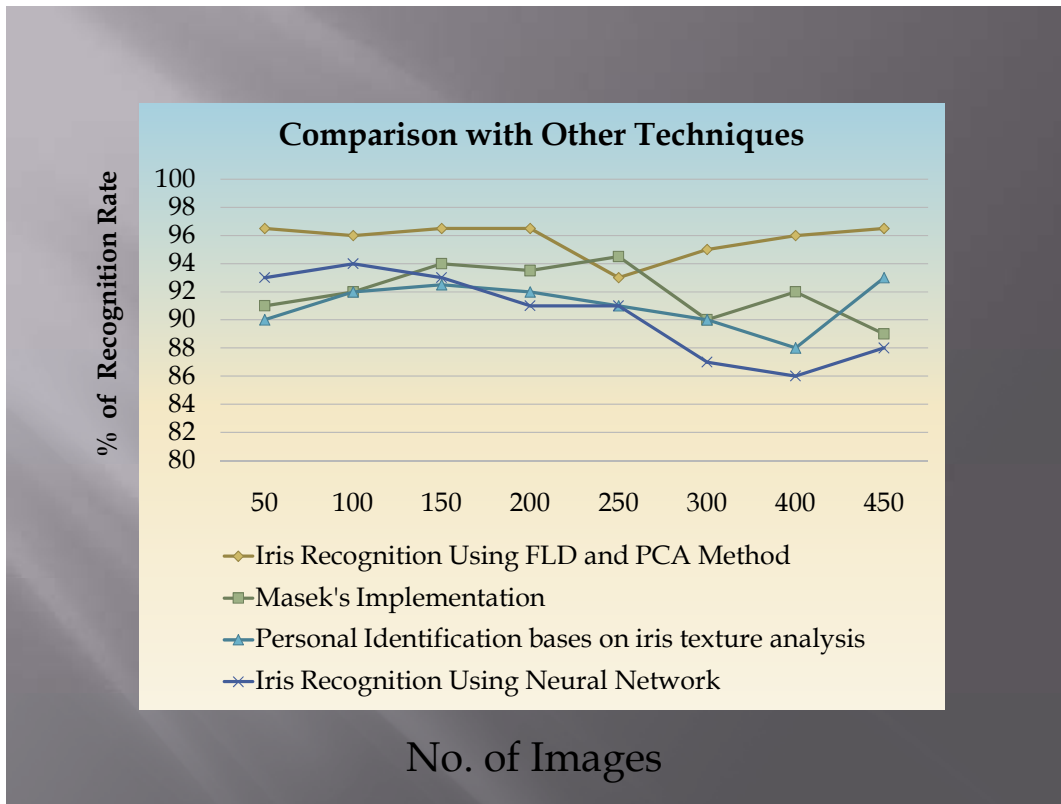 Comparison with Other Techniques
% of Recognition Rate
100
98
96
94
92
90
88
86
84
82
80
50 100 150 200 250 300 400 450
Iris Recognition Using FLD and PCA Method
Masek's Implementation
Personal Identification bases on iris texture analysis
Iris Recognition Using Neural Network
No. of Images